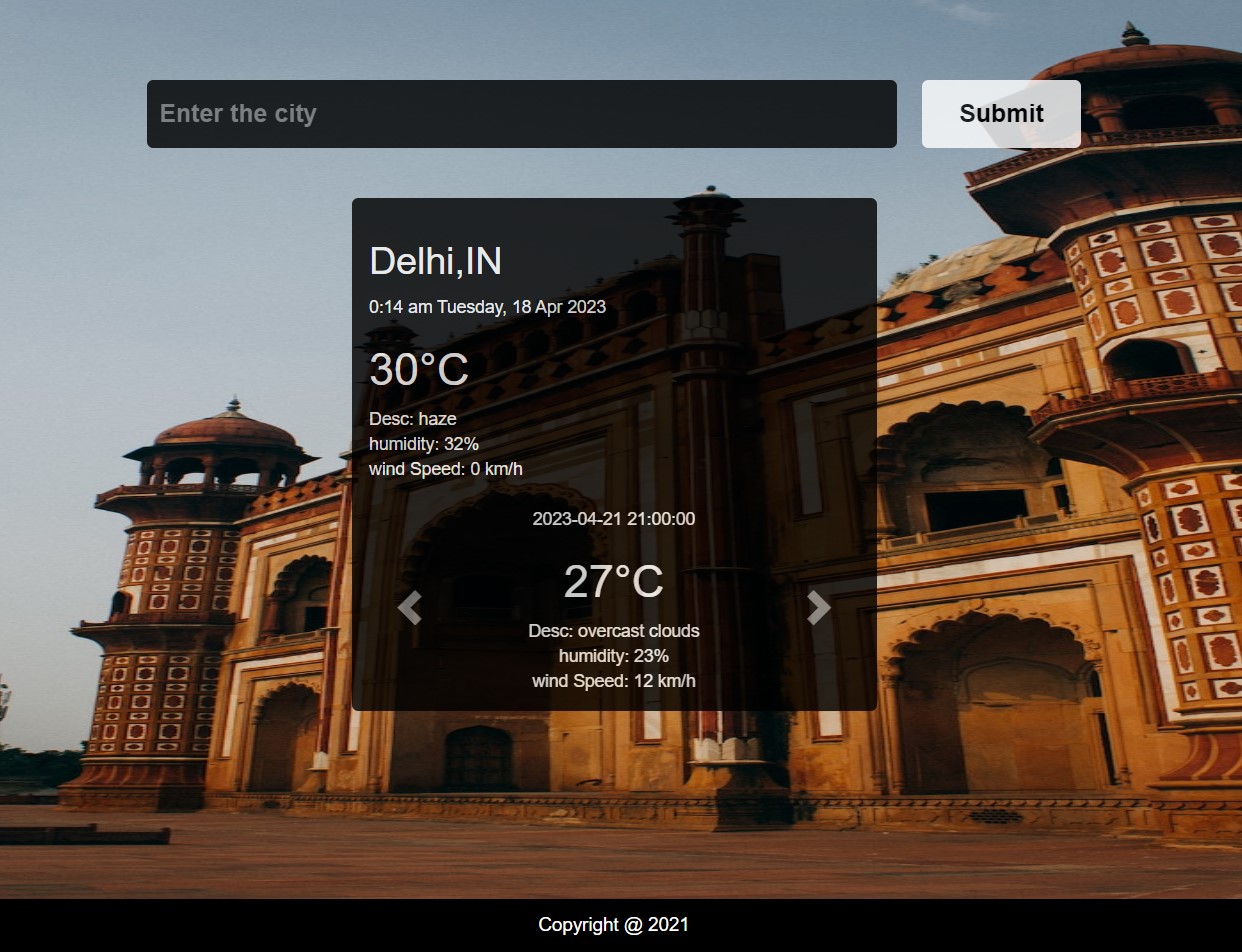 Enter the city
Submit
Delhi,IN
0:14 am Tuesday, 18 Apr 2023
30°C
Desc: haze
humidity: 32%
wind Speed: 0 km/h
2023-04-21 21:00:00
27°C
Desc: overcast clouds
humidity: 23%
wind Speed: 12 km/h
Copyright @ 2021